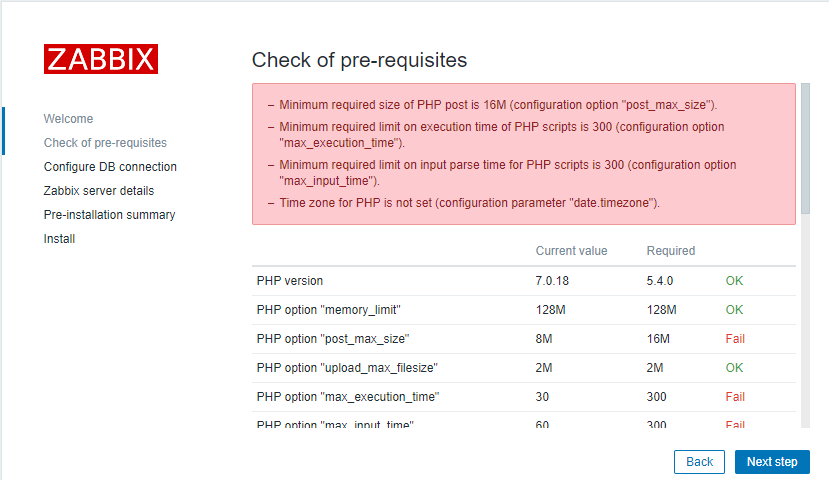 ZABBIX
Welcome
Check of pre-requisites
Configure DB connection
Zabbix server details
Pre-installation summary
Install
Check of pre-requisites
– Minimum required size of PHP post is 16M (configuration option "post_max_size").
– Minimum required limit on execution time of PHP scripts is 300 (configuration option
"max_execution_time").
– Minimum required limit on input parse time for PHP scripts is 300 (configuration option
"max_input_time").
– Time zone for PHP is not set (configuration parameter "date.timezone").
Current value Required
PHP version 7.0.18 5.4.0 OK
PHP option "memory_limit" 128M 128M OK
PHP option "post_max_size" 8M 16M Fail
PHP option "upload_max_filesize" 2M 2M OK
PHP option "max_execution_time" 30 300 Fail
PHP option "max_input_time" 60 300 Fail
Back Next step